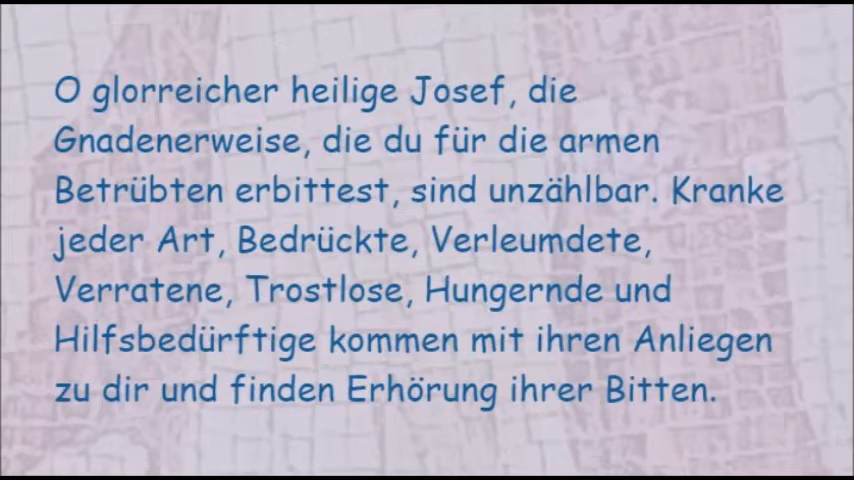 O glorreicher heilige Josef, die
Gnadenerweise, die du für die armen
Betrübten erbittest, sind unzählbar. Kranke
jeder Art, Bedrückte, Verleumdete,
Verratene, Trostlose, Hungernde und
Hilfsbedürftige kommen mit ihren Anliegen
zu dir und finden Erhörung ihrer Bitten.